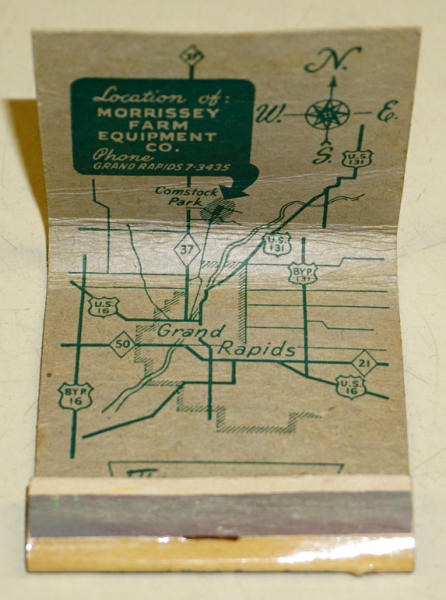 37
N.
Location of:
MORRISSEY
FARM
EQUIPMENT
CO.
Phone
GRAND RAPIDS 7-3435
W.
E.
S.
U.S.
131
Comstock
Park
37
U.S.
131
BYP.
131
U.S.
16
Grand
Rapids
50
21
BYP.
16
U.S.
16